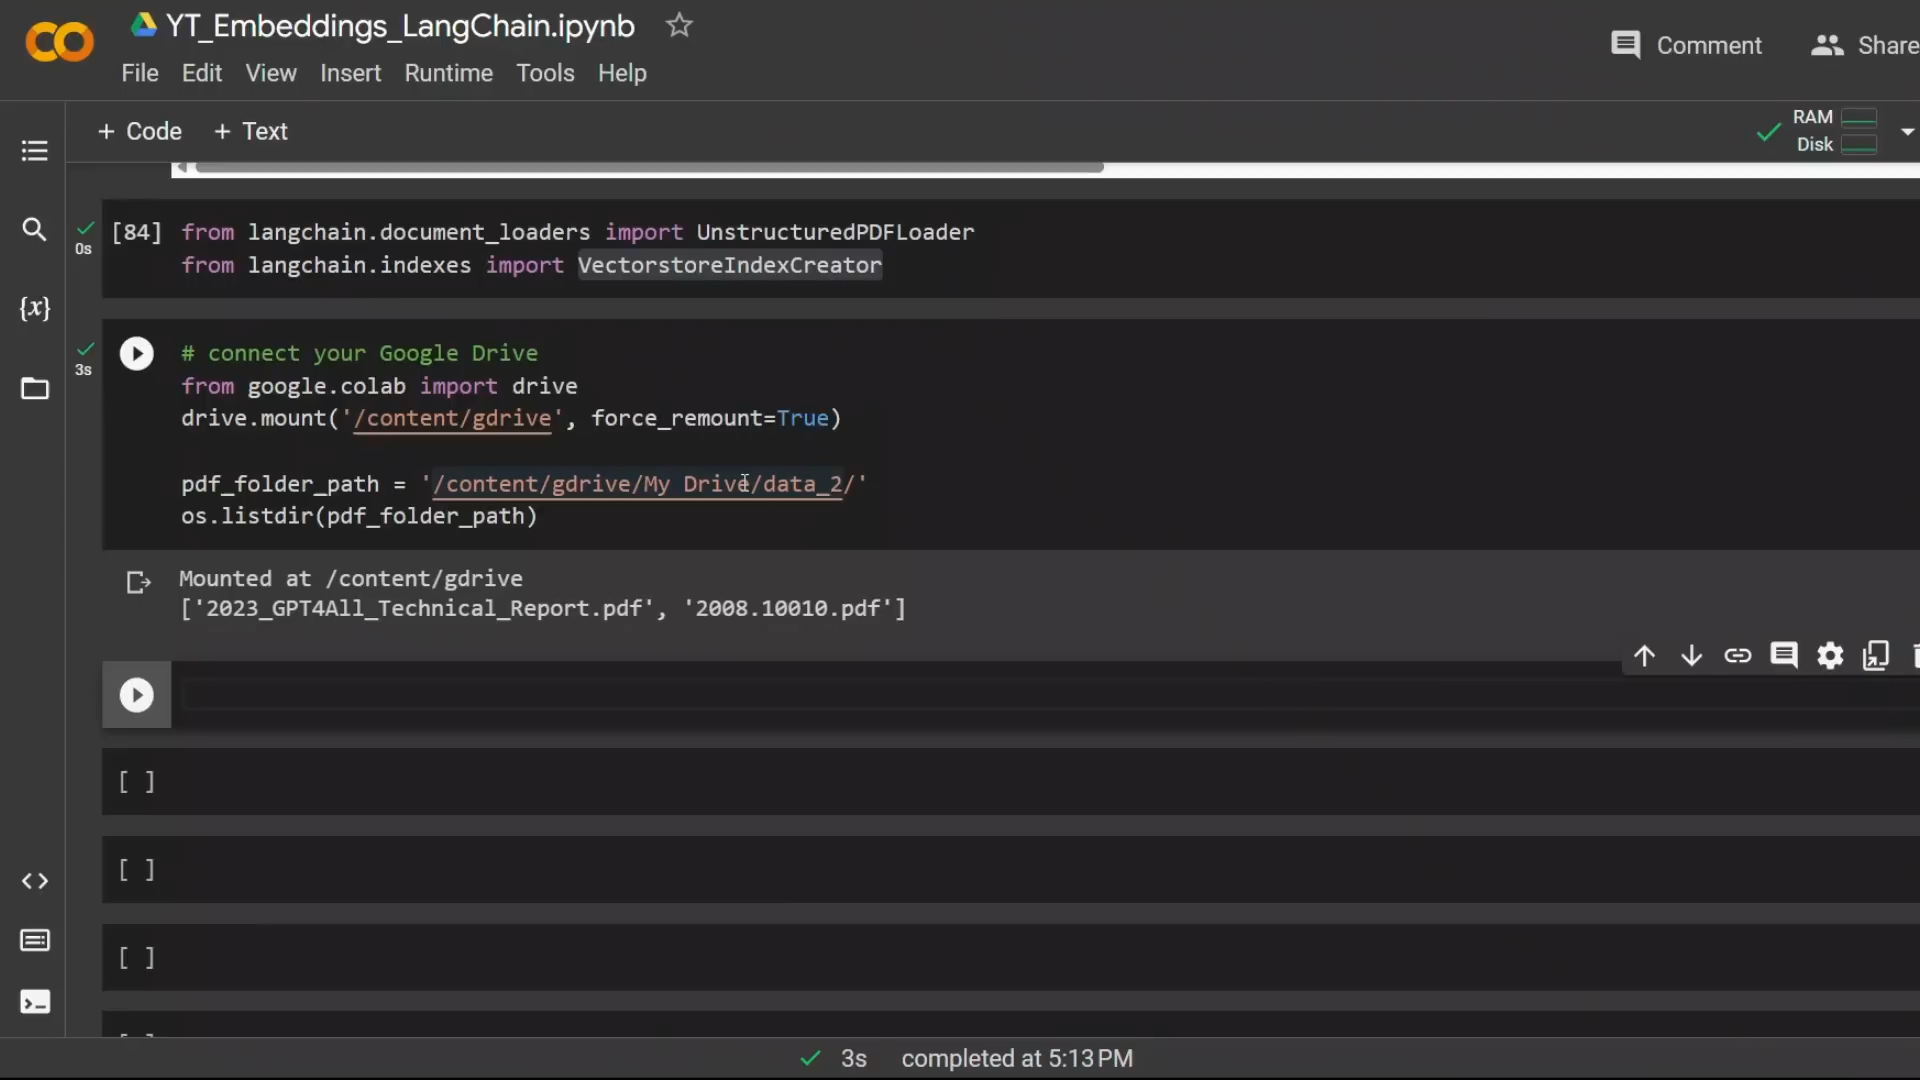 YT_Embeddings_LangChain.ipynb
Comment
Share
File Edit View Insert Runtime Tools Help
+ Code + Text
RAM
Disk
0s
[84] from langchain.document_loaders import UnstructuredPDFLoader
from langchain.indexes import VectorstoreIndexCreator
3s
# connect your Google Drive
from google.colab import drive
drive.mount('/content/gdrive', force_remount=True)
pdf_folder_path = '/content/gdrive/My Drive/data_2/'
os.listdir(pdf_folder_path)
Mounted at /content/gdrive
['2023_GPT4All_Technical_Report.pdf', '2008.10010.pdf']
[ ]
[ ]
[ ]
3s completed at 5:13 PM